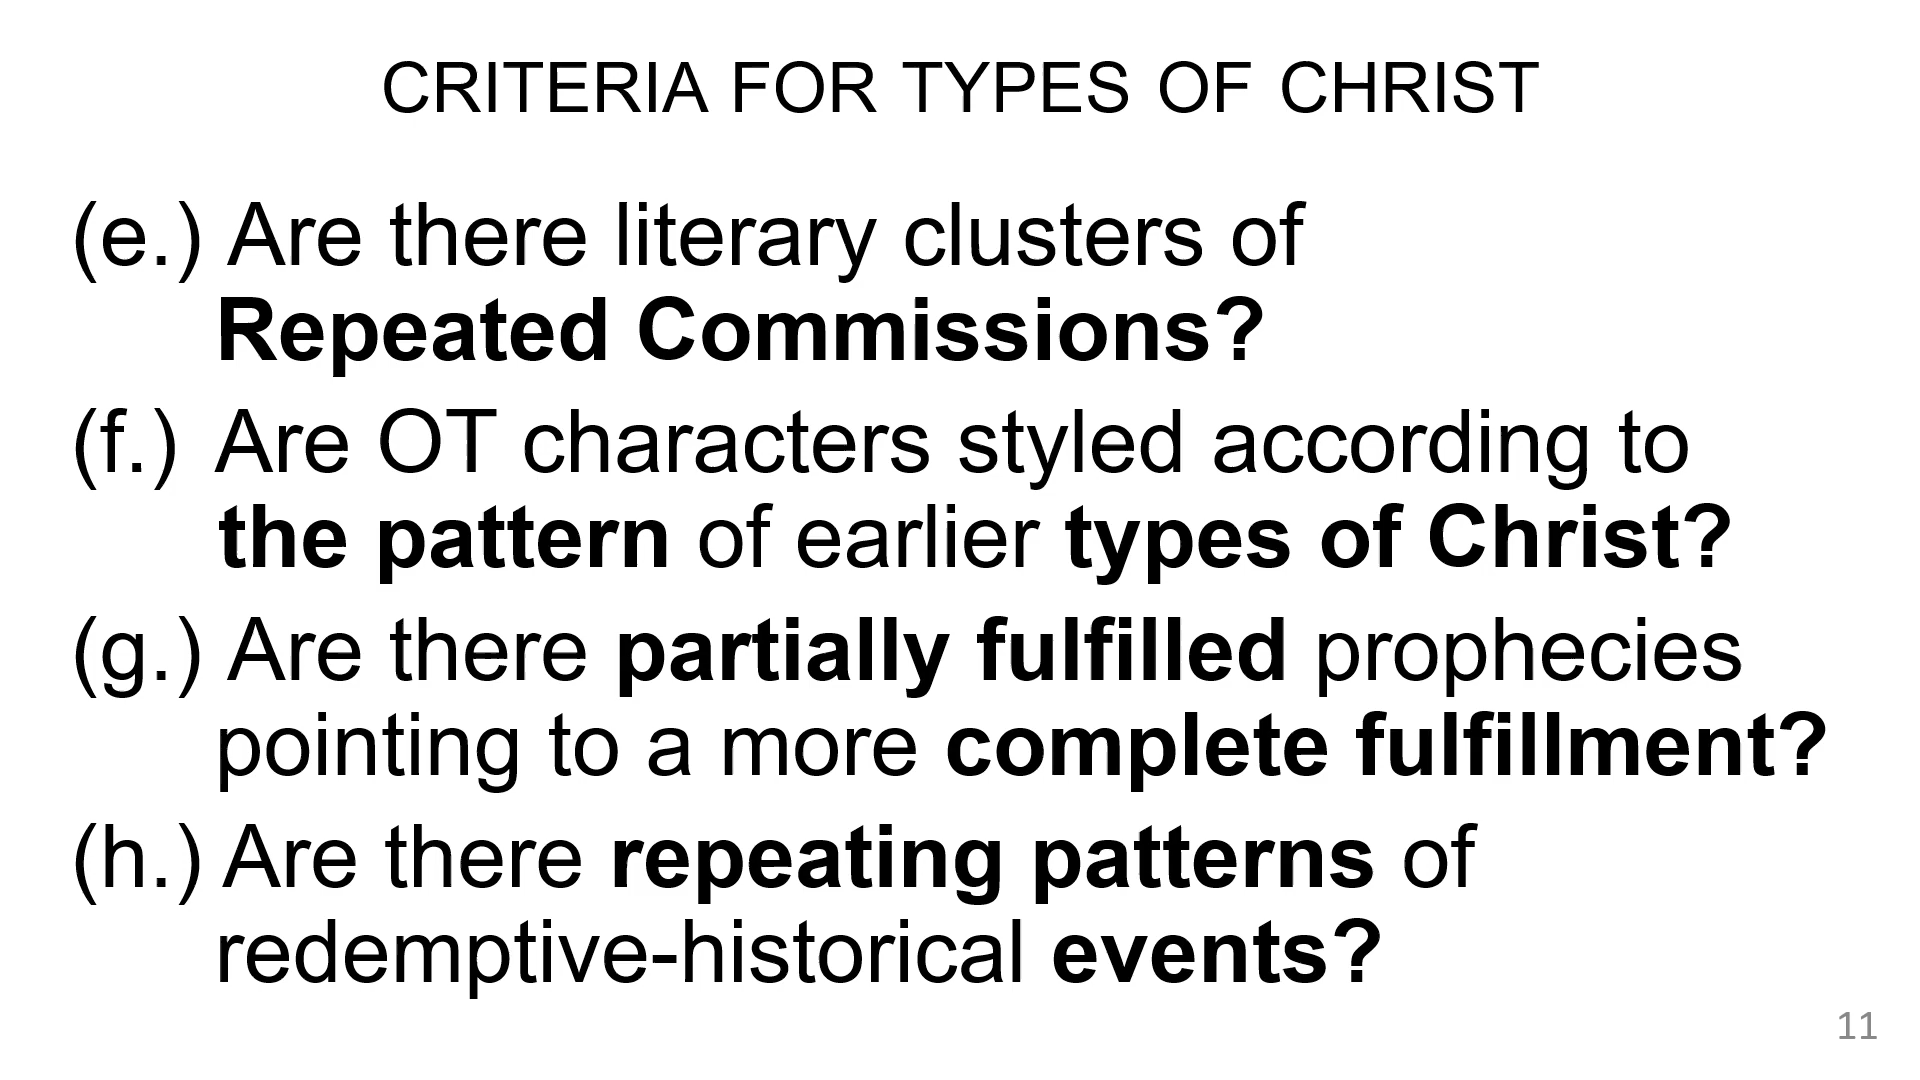 CRITERIA FOR TYPES OF CHRIST
(e.) Are there literary clusters of
Repeated Commissions?
(f.) Are OT characters styled according to
the pattern of earlier types of Christ?
(g.) Are there partially fulfilled prophecies
pointing to a more complete fulfillment?
(h.) Are there repeating patterns of
redemptive-historical events?
11